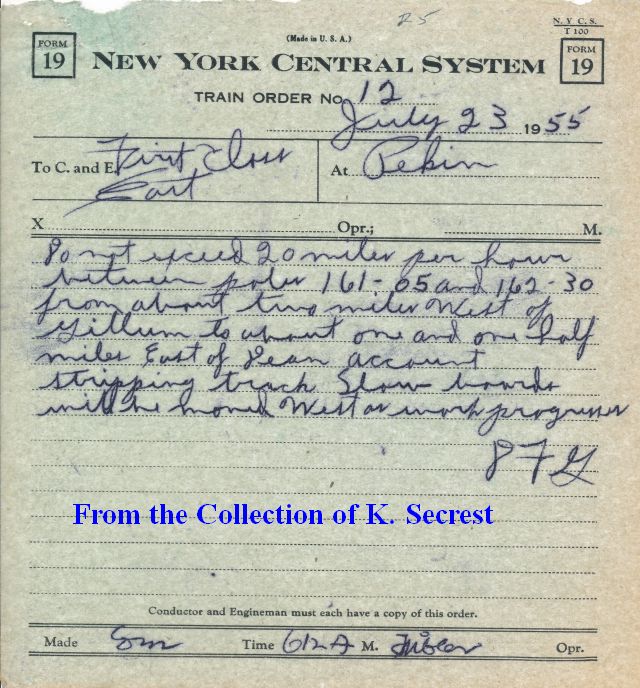 25
N. Y. C. S.
T 100
(Made in U. S. A.)
FORM 19
NEW YORK CENTRAL SYSTEM
FORM 19
TRAIN ORDER No. 12
July 23 1955
To C. and E. First Class
East
At Pekin
X Opr.; M.
Do not exceed 20 miles per hour
between poles 161-05 and 162-30
from about two miles West of
Gillum to about one and one half
miles East of Dean account
stripping track Slow boards
will be moved West as work progresses
From the Collection of K. Secrest
Conductor and Engineman must each have a copy of this order.
Made Com Time 612 A M. Opr.